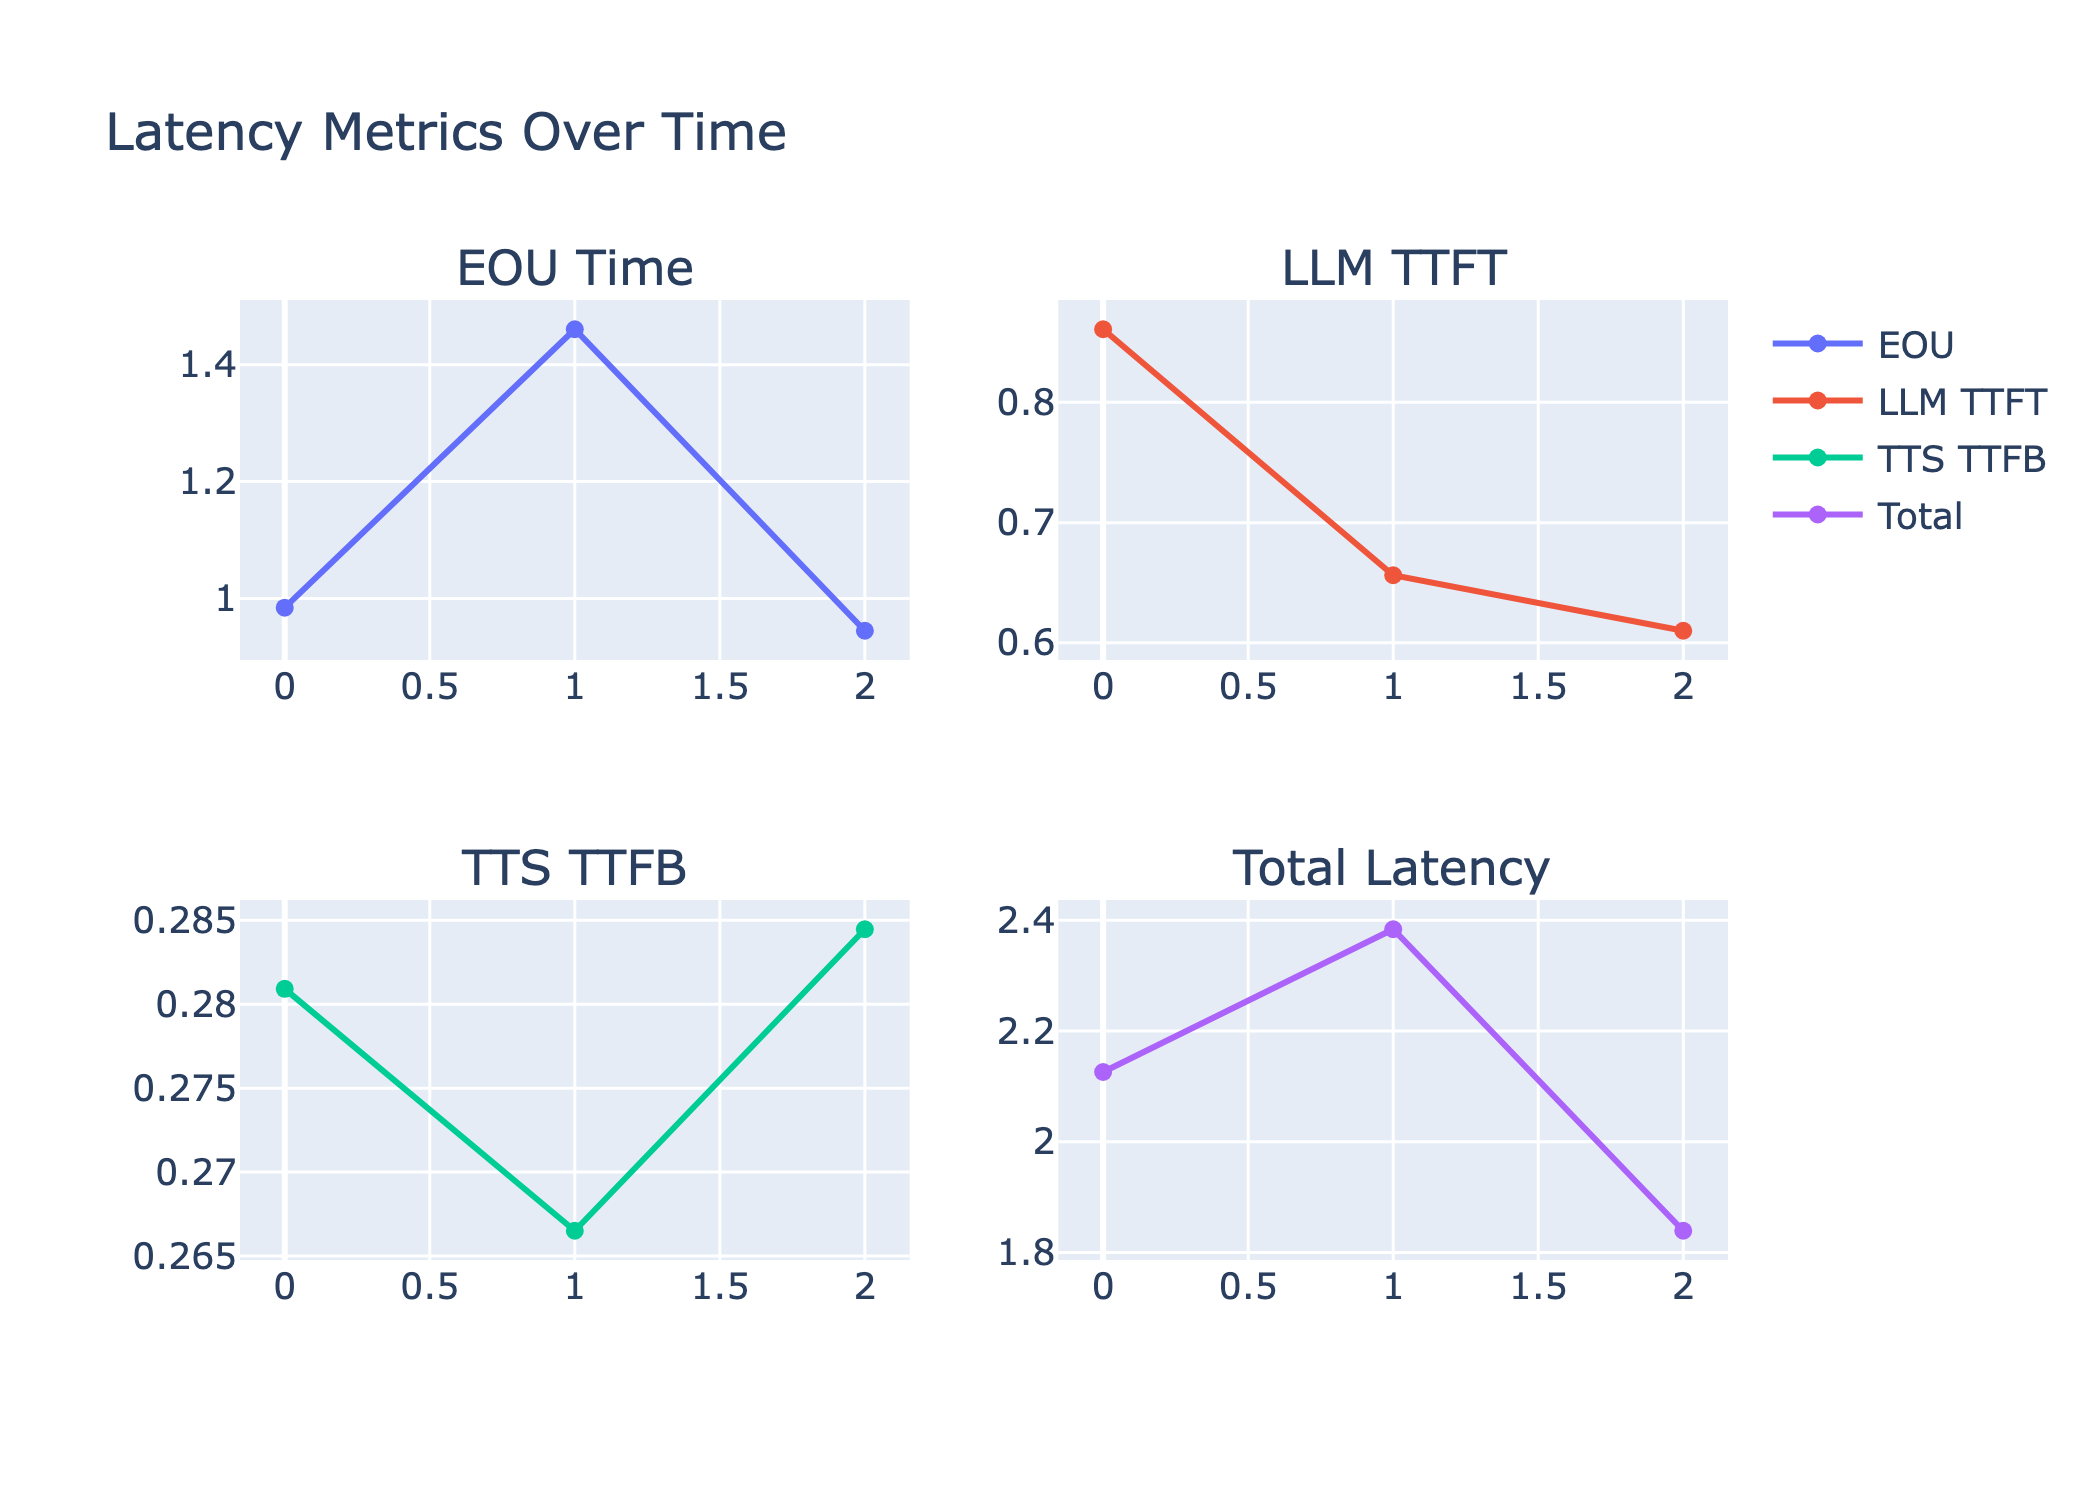 Latency Metrics Over Time
EOU Time
1.4
1.2
1
0 0.5 1 1.5 2
LLM TTFT
0.8
0.7
0.6
0 0.5 1 1.5 2
EOU
LLM TTFT
TTS TTFB
Total
TTS TTFB
0.285
0.28
0.275
0.27
0.265
0 0.5 1 1.5 2
Total Latency
2.4
2.2
2
1.8
0 0.5 1 1.5 2